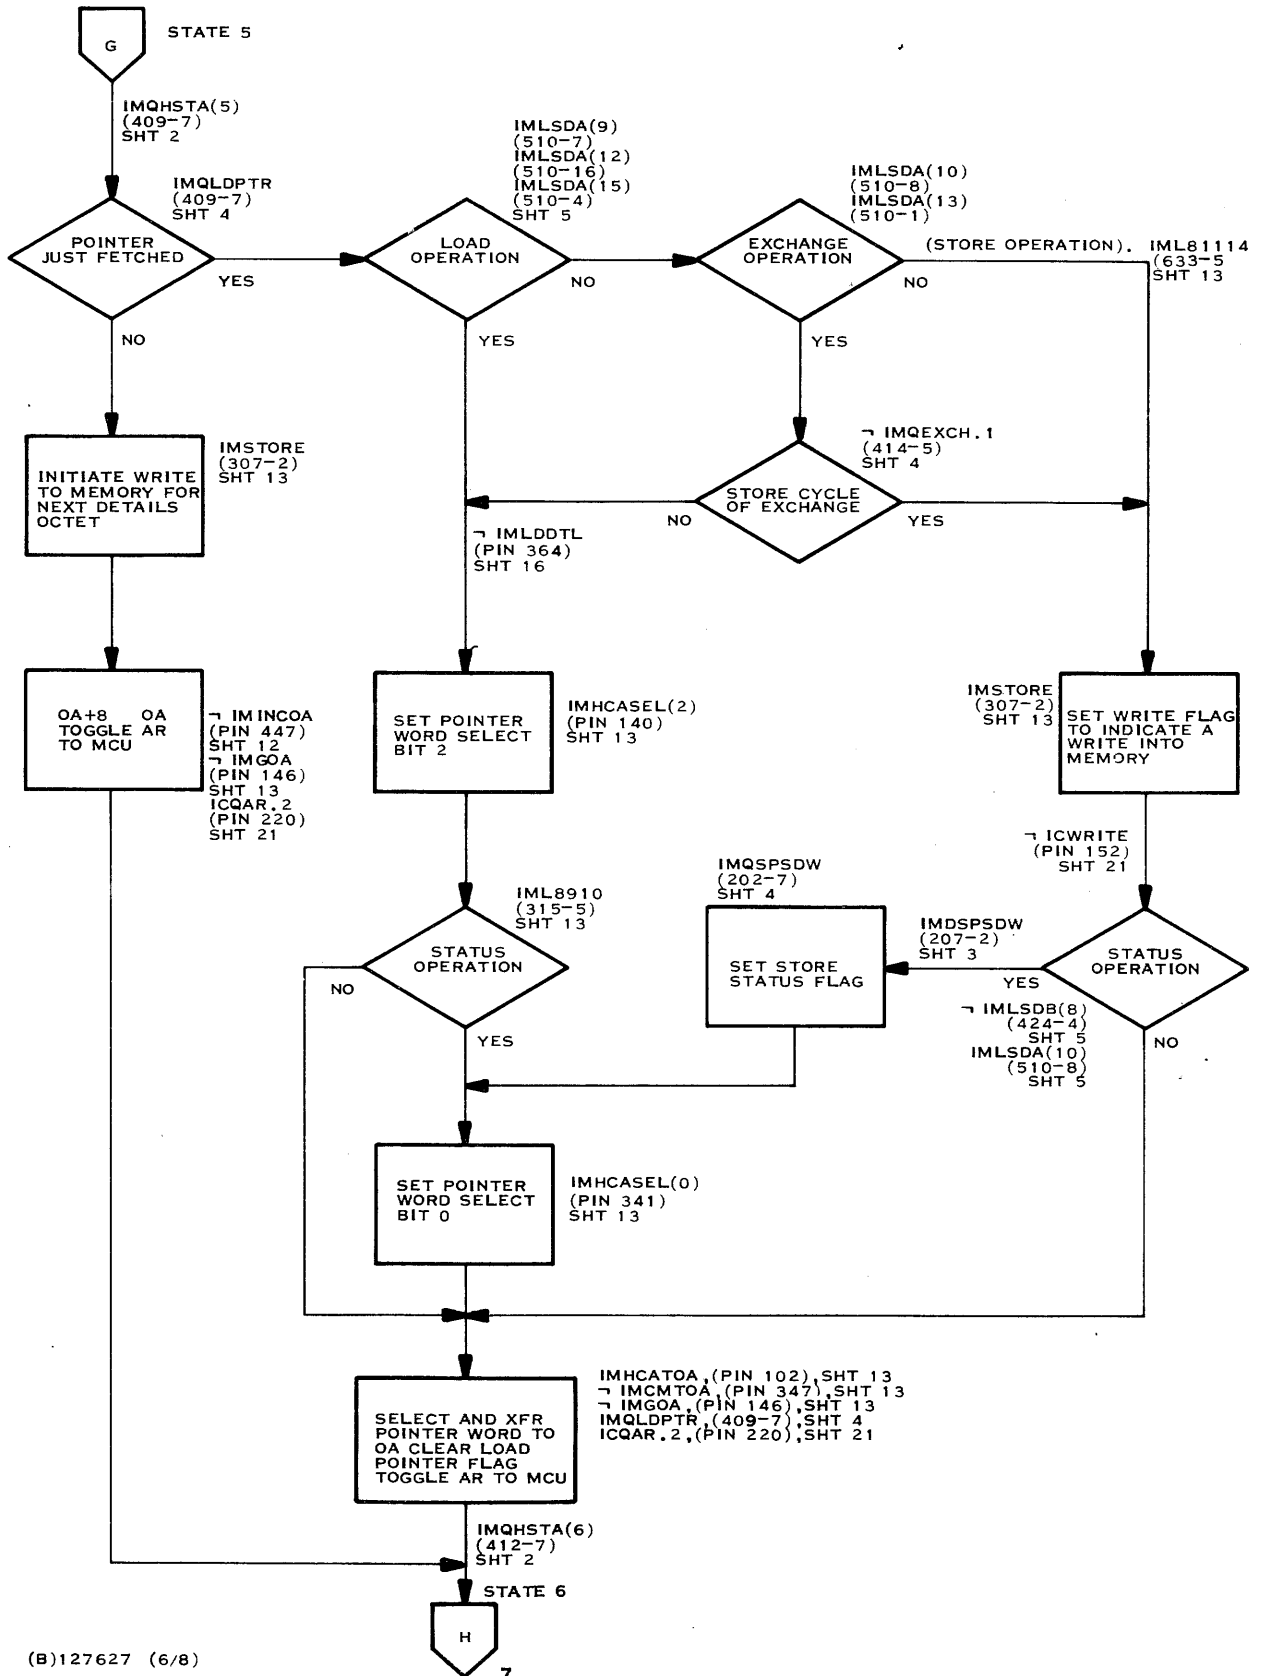 G
STATE 5
IMQHSTA(5)
(409-7)
SHT 2
IMQLDPTR
(409-7)
SHT 4
POINTER
JUST FETCHED
YES
NO
IMLSDA(9)
(510-7)
IMLSDA(12)
(510-16)
IMLSDA(15)
(510-4)
SHT 5
LOAD
OPERATION
NO
YES
IMLSDA(10)
(510-8)
IMLSDA(13)
(510-1)
EXCHANGE
OPERATION
NO
YES
(STORE OPERATION). IML81114
(633-5
SHT 13
INITIATE WRITE
TO MEMORY FOR
NEXT DETAILS
OCTET
IMSTORE
(307-2)
SHT 13
¬ IMQEXCH.1
(414-5)
SHT 4
STORE CYCLE
OF EXCHANGE
NO
YES
¬ IMLDDTL
(PIN 364)
SHT 16
OA+8 OA
TOGGLE AR
TO MCU
¬ IMINCOA
(PIN 447)
SHT 12
¬ IMGOA
(PIN 146)
SHT 13
ICQAR.2
(PIN 220)
SHT 21
SET POINTER
WORD SELECT
BIT 2
IMHCASEL(2)
(PIN 140)
SHT 13
IMSTORE
(307-2)
SHT 13
SET WRITE FLAG
TO INDICATE A
WRITE INTO
MEMORY
¬ ICWRITE
(PIN 152)
SHT 21
IML8910
(315-5)
SHT 13
STATUS
OPERATION
NO
YES
IMQSPSDW
(202-7)
SHT 4
SET STORE
STATUS FLAG
IMDSPSDW
(207-2)
SHT 3
STATUS
OPERATION
YES
NO
¬ IMLSDB(8)
(424-4)
SHT 5
IMLSDA(10)
(510-8)
SHT 5
SET POINTER
WORD SELECT
BIT 0
IMHCASEL(0)
(PIN 341)
SHT 13
SELECT AND XFR
POINTER WORD TO
OA CLEAR LOAD
POINTER FLAG
TOGGLE AR TO MCU
IMHCATOA,(PIN 102),SHT 13
¬ IMCMTOA,(PIN 347),SHT 13
¬ IMGOA,(PIN 146),SHT 13
IMQLDPTR,(409-7),SHT 4
ICQAR.2,(PIN 220),SHT 21
IMQHSTA(6)
(412-7)
SHT 2
STATE 6
H
7
(B)127627 (6/8)